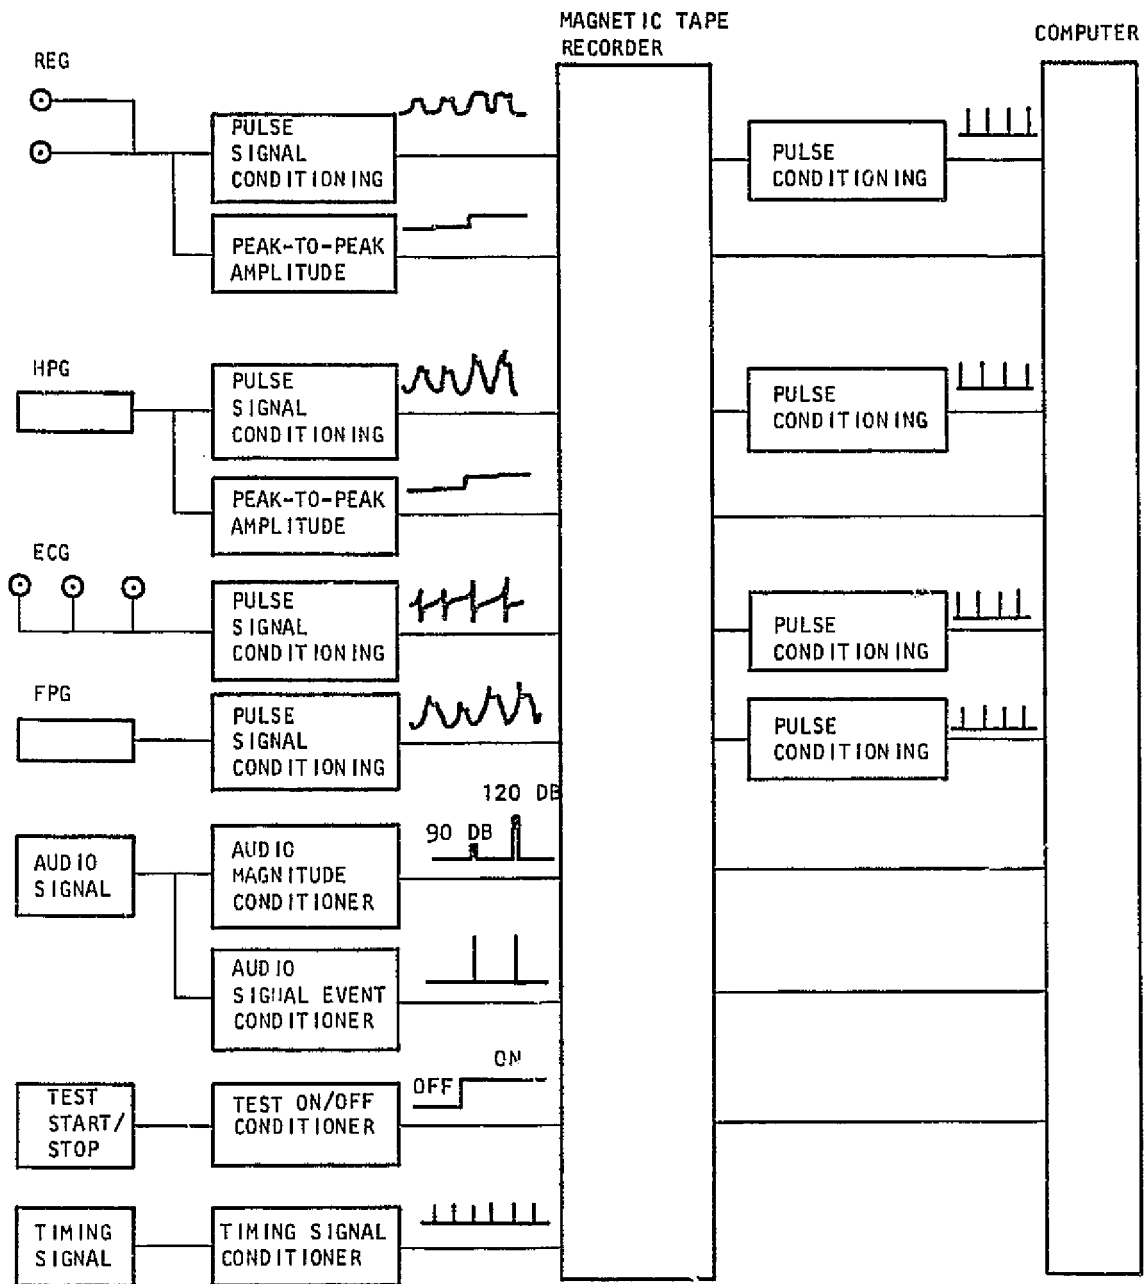 MAGNETIC TAPE
RECORDER
COMPUTER
REG
PULSE
SIGNAL
CONDITIONING
PULSE
CONDITIONING
PEAK-TO-PEAK
AMPLITUDE
HPG
PULSE
SIGNAL
CONDITIONING
PULSE
CONDITIONING
PEAK-TO-PEAK
AMPLITUDE
ECG
PULSE
SIGNAL
CONDITIONING
PULSE
CONDITIONING
FPG
PULSE
SIGNAL
CONDITIONING
PULSE
CONDITIONING
120 DB
90 DB
AUDIO
SIGNAL
AUDIO
MAGNITUDE
CONDITIONER
AUDIO
SIGNAL EVENT
CONDITIONER
ON
OFF
TEST
START/
STOP
TEST ON/OFF
CONDITIONER
TIMING
SIGNAL
TIMING SIGNAL
CONDITIONER